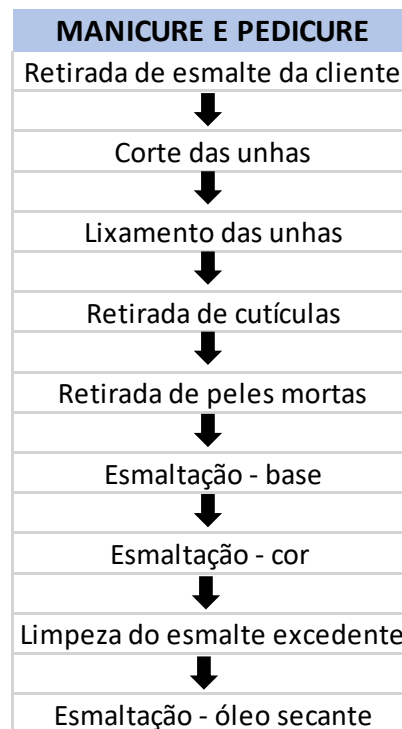 MANICURE E PEDICURE
Retirada de esmalte da cliente
Corte das unhas
Lixamento das unhas
Retirada de cutículas
Retirada de peles mortas
Esmaltação - base
Esmaltação - cor
Limpeza do esmalte excedente
Esmaltação - óleo secante